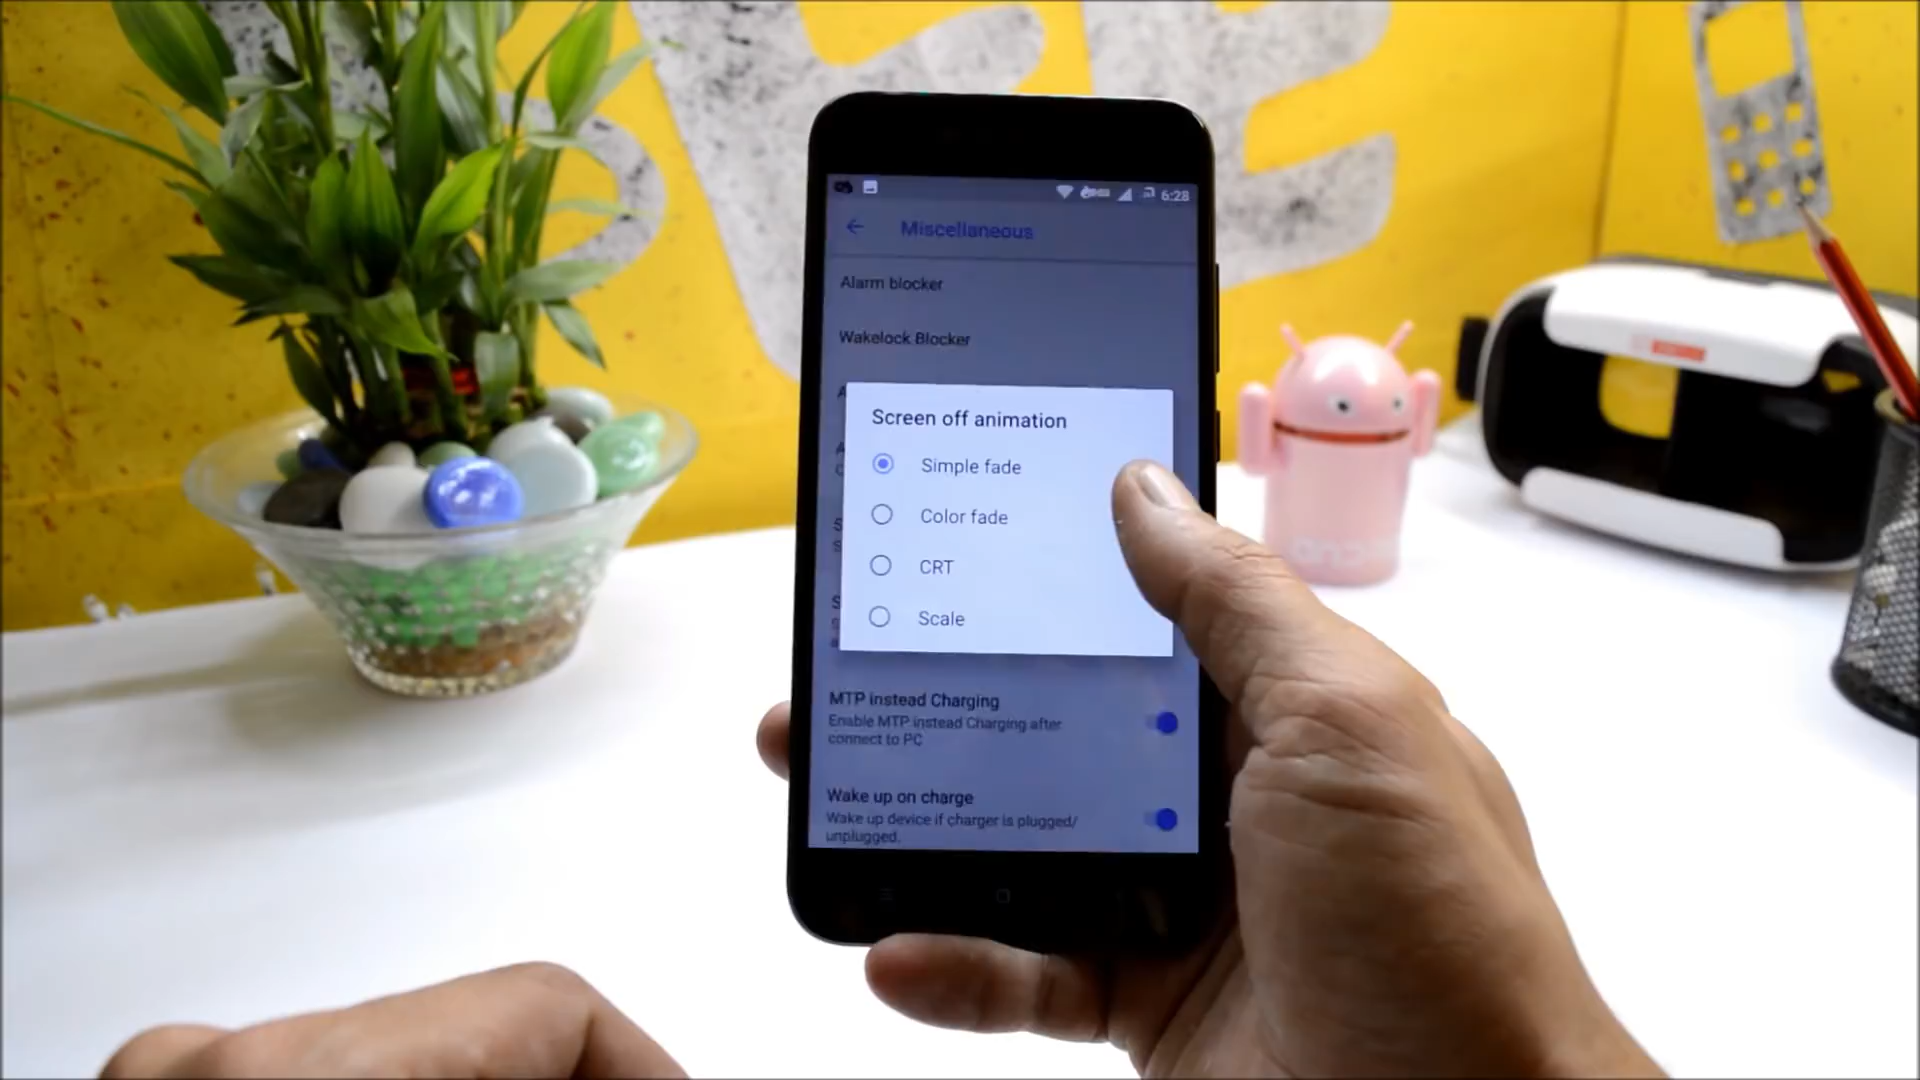 6:28
Miscellaneous
Alarm blocker
Wakelock Blocker
Screen off animation
Simple fade
Color fade
CRT
Scale
MTP instead Charging
Enable MTP instead Charging after
connect to PC
Wake up on charge
Wake up device if charger is plugged/
unplugged.